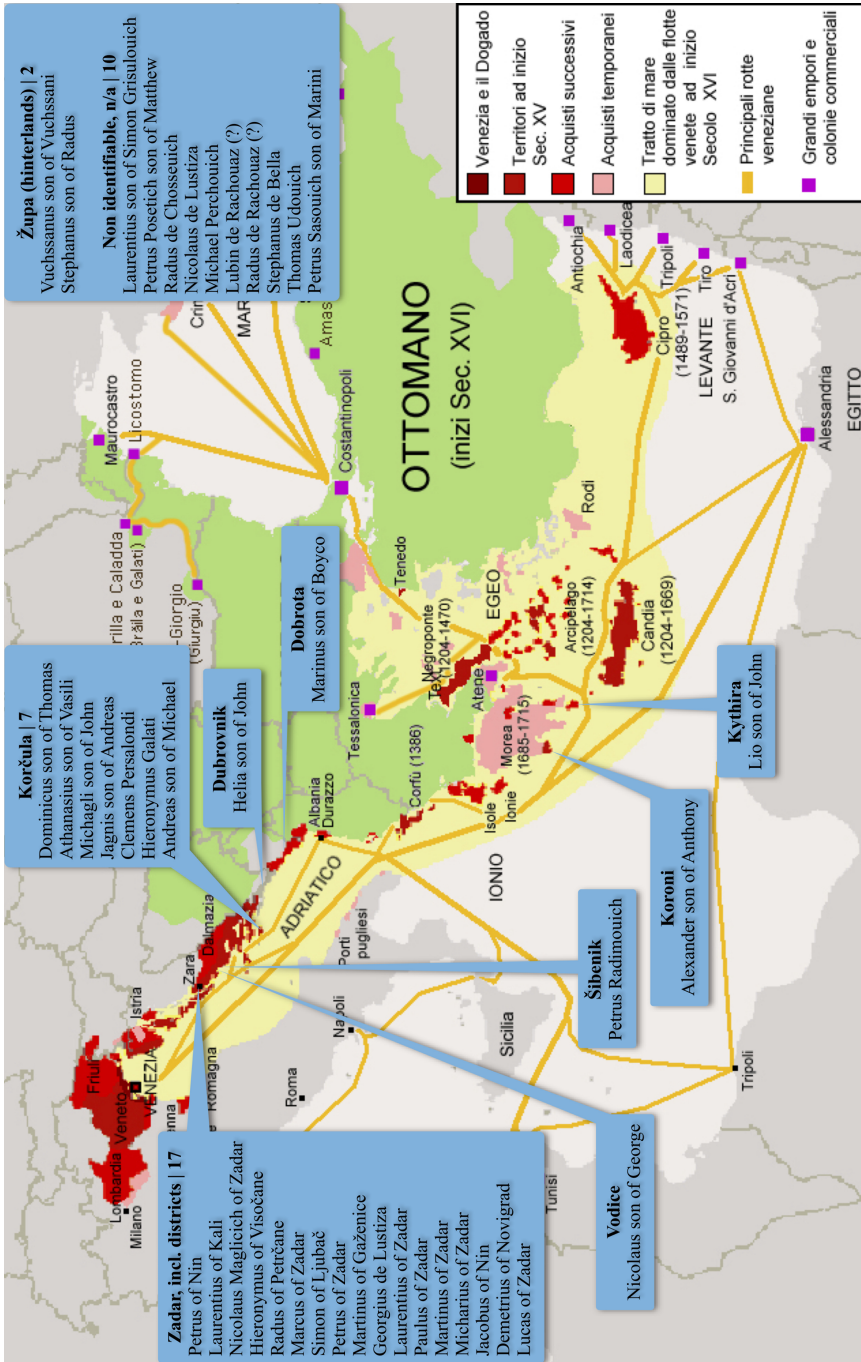 Zadar, incl. districts | 17
Petrus of Nin
Laurentius of Kali
Nicolaus Maglicich of Zadar
Hieronymus of Visočane
Radus of Petrčane
Marcus of Zadar
Simon of Ljubač
Petrus of Zadar
Martinus of Gaženice
Georgius de Lustiza
Laurentius of Zadar
Paulus of Zadar
Martinus of Zadar
Micharius of Zadar
Jacobus of Nin
Demetrius of Novigrad
Lucas of Zadar
Korčula | 7
Dominicus son of Thomas
Athanasius son of Vasili
Michagli son of John
Jagnis son of Andreas
Clemens Persalondi
Hieronymus Galati
Andreas son of Michael
Dubrovnik
Helia son of John
Dobrota
Marinus son of Boyco
Župa (hinterlands) | 2
Vuchssanus son of Vuchssani
Stephanus son of Radus
Non identifiable, n/a | 10
Laurentius son of Simon Grisulouich
Petrus Posetich son of Matthew
Radus de Chosseuich
Nicolaus de Lustiza
Michael Perchouich
Lubin de Rachouaz (?)
Radus de Rachouaz (?)
Stephanus de Bella
Thomas Udouich
Petrus Sasouich son of Marini
Vodice
Nicolaus son of George
Šibenik
Petrus Radimouich
Koroni
Alexander son of Anthony
Kythira
Lio son of John
Lombardia
Milano
Friuli
Veneto
VENEZIA
Istria
enna
Romagna
Zara
Dalmazia
ADRIATICO
Roma
Napoli
Porti
pugliesi
Albania
Durazzo
Sicilia
IONIO
Tunisi
Tripoli
Corfù (1386)
Isole
Ionie
Tessalonica
Negroponte
(1204-1470)
Text
Atene
Morea
(1685-1715)
EGEO
Tenedo
Arcipelago
(1204-1714)
Candia
(1204-1669)
Rodi
Maurocastro
Licostomo
rilla e Caladda
Brăila e Galati)
-Giorgio
(Giurgiu)
Costantinopoli
Crin
MAR
Amas
OTTOMANO
(inizi Sec. XVI)
Antiochia
Laodicea
Tripoli
Tiro
Cipro
(1489-1571)
LEVANTE
S. Giovanni d'Acri
Alessandria
EGITTO
Venezia e il Dogado
Territori ad inizio
Sec. XV
Acquisti successivi
Acquisti temporanei
Tratto di mare
dominato dalle flotte
venete ad inizio
Secolo XVI
Principali rotte
veneziane
Grandi empori e
colonie commerciali